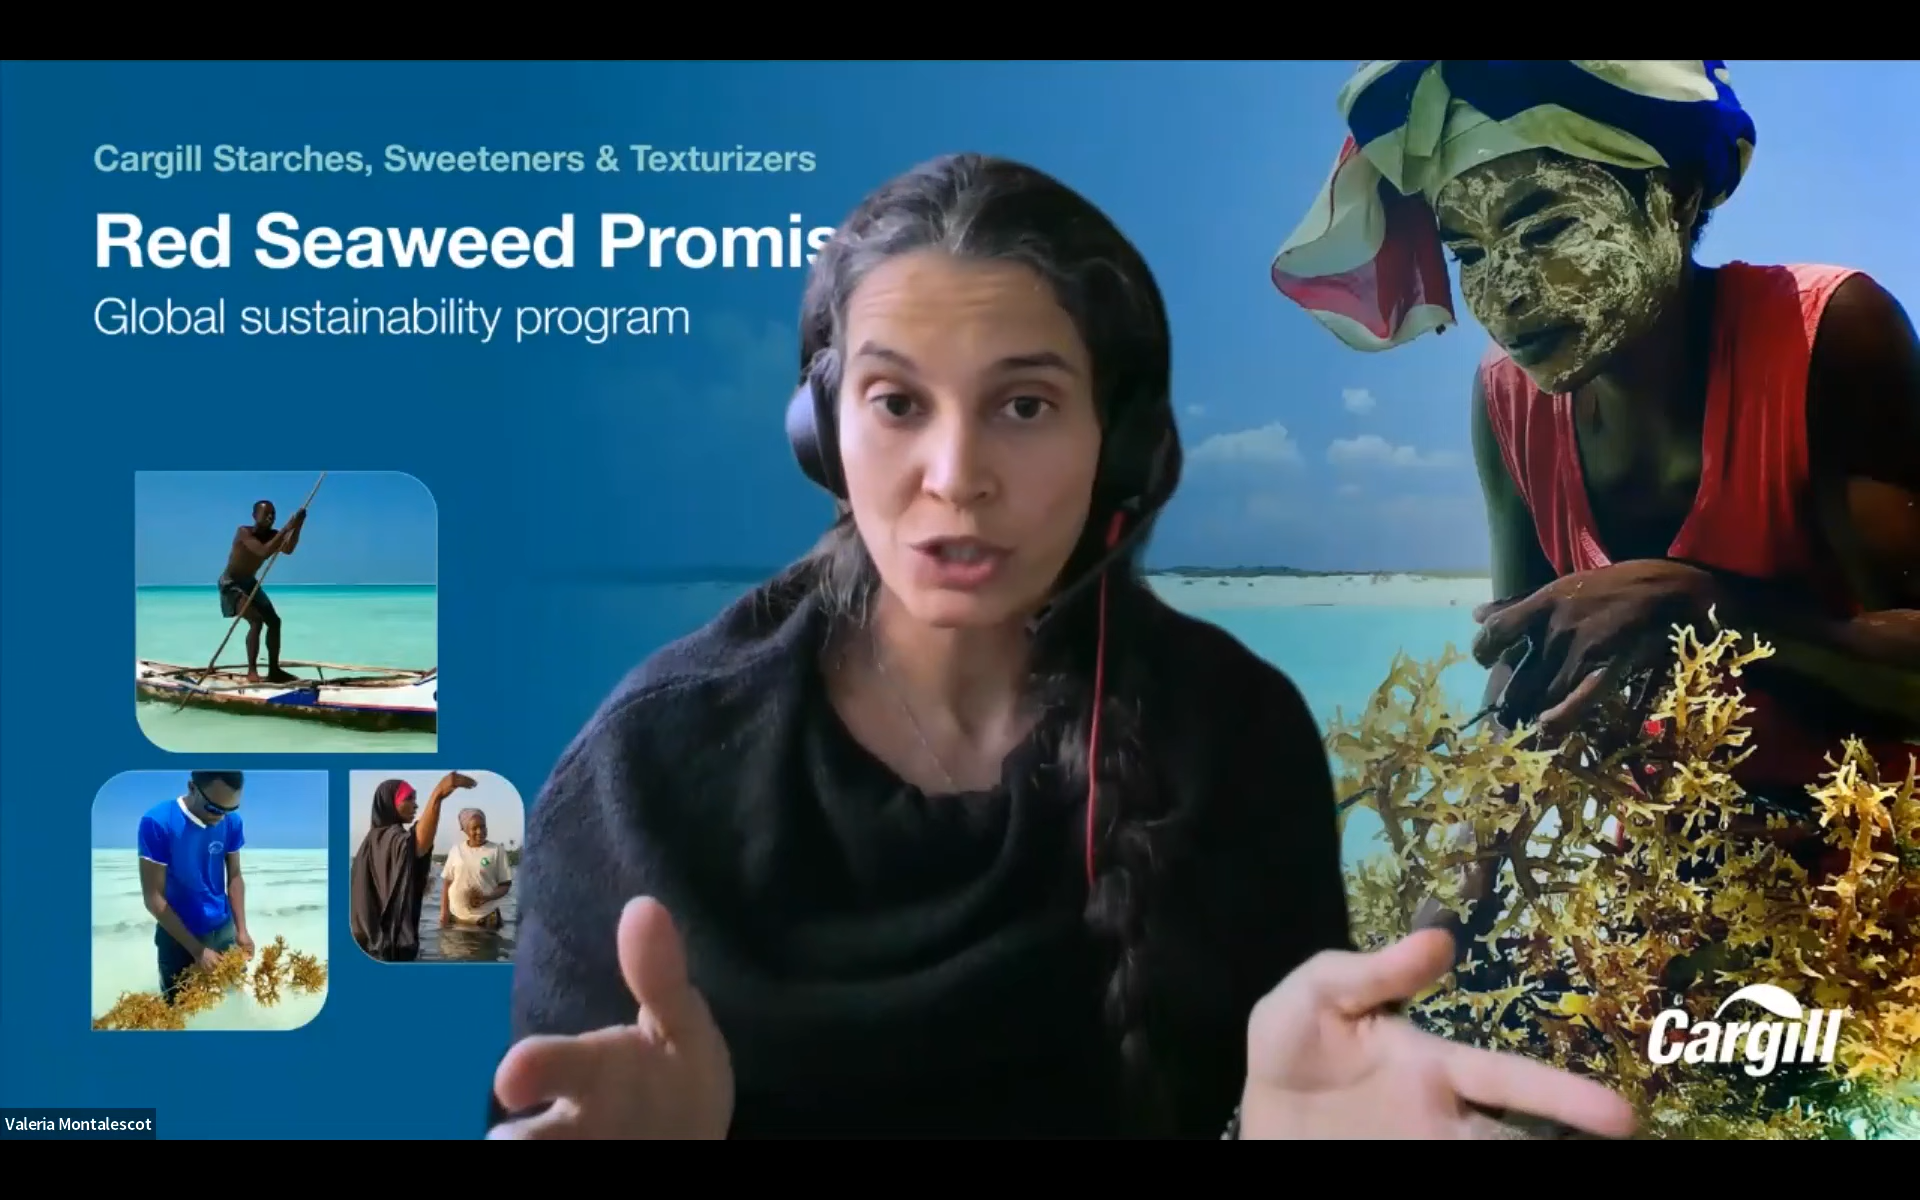 Cargill Starches, Sweeteners & Texturizers
Red Seaweed Promis
Global sustainability program
Cargill
Valeria Montalescot